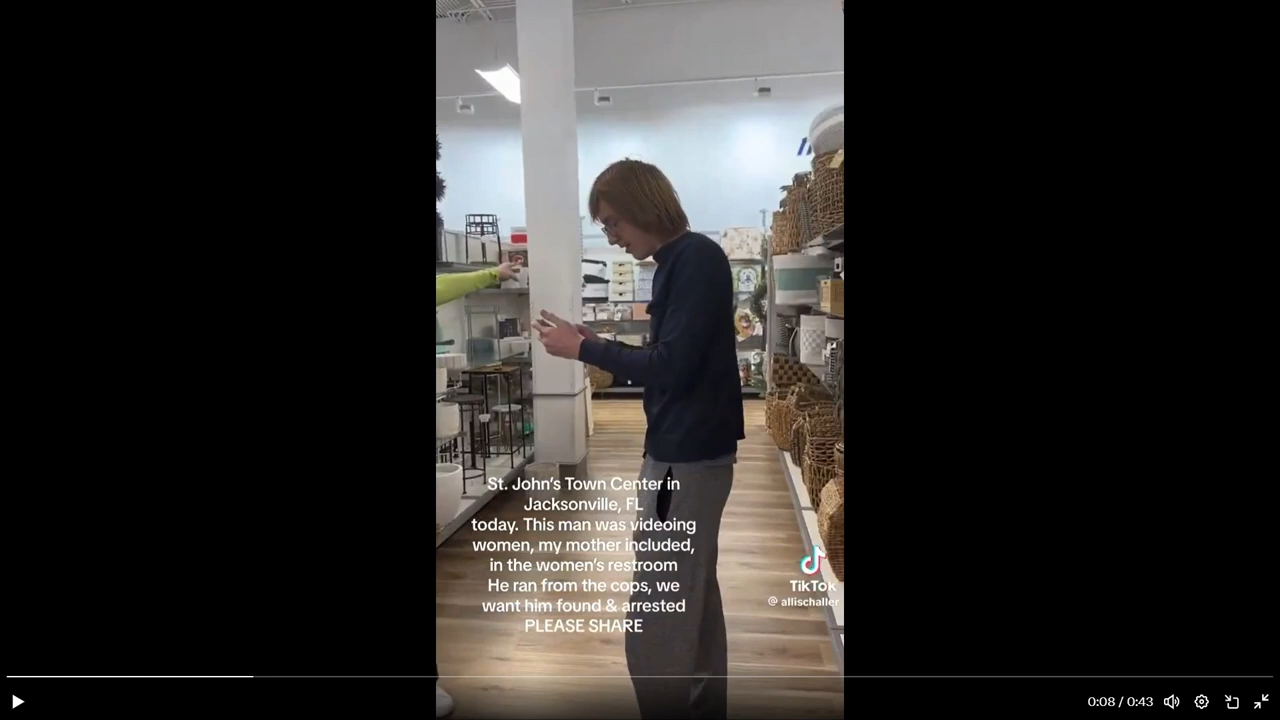 St. John's Town Center in
Jacksonville, FL
today. This man was videoing
women, my mother included,
in the women's restroom
He ran from the cops, we
want him found & arrested
PLEASE SHARE
TikTok
@ allischaller
0:08 / 0:43